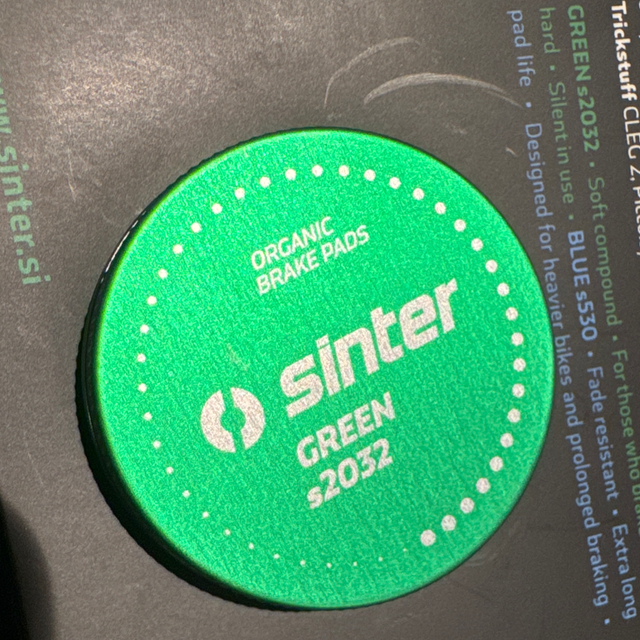 ORGANIC
BRAKE PADS
sinter
GREEN
s2032
Trickstuff CLEG 2.
GREEN s2032 • Soft compound • For those who
hard • Silent in use • BLUE s530 • Fade resistant • Extra long
pad life • Designed for heavier bikes and prolonged braking •
.sinter.si